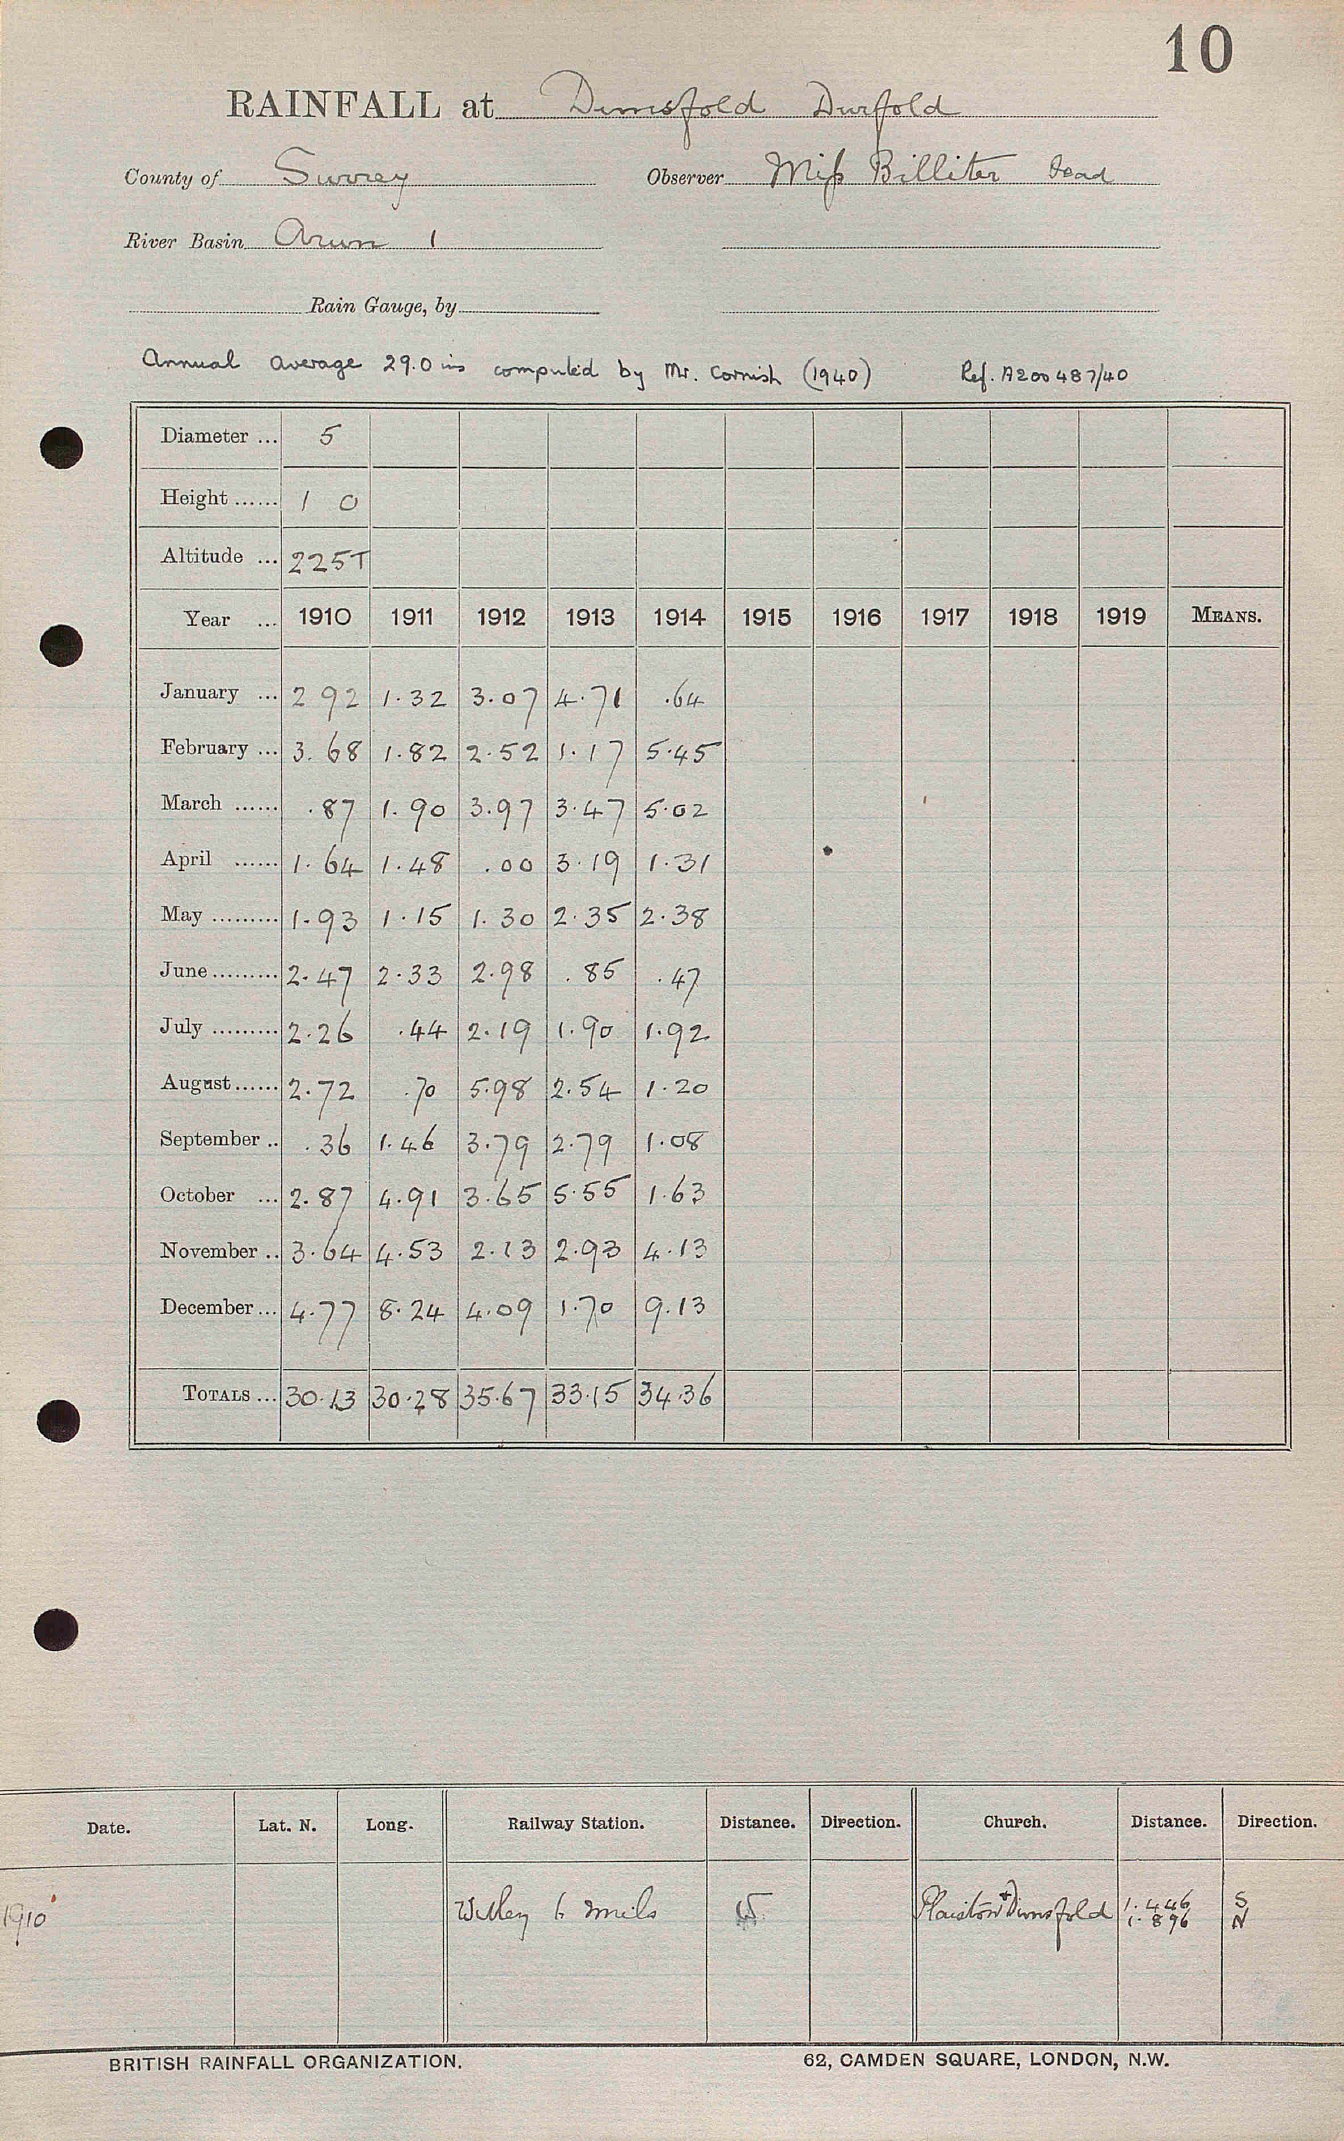 10
RAINFALL at Dunsfold Durfold
County of Surrey Observer Miss Billiter Dead
River Basin Arun 1
Rain Gauge, by
Annual average 29.0 ins computed by Mr. Cornish (1940) Ref. A200487/40
Diameter ... 5
Height ...... 1 0
Altitude ... 225T
Year ... 1910 1911 1912 1913 1914 1915 1916 1917 1918 1919 MEANS.
January ... 2 92 1.32 3.07 4.71 .64
February ... 3.68 1.82 2.52 1.17 5.45
March ...... .87 1.90 3.97 3.47 5.02
April ...... 1.64 1.48 .00 3.19 1.31
May ......... 1.93 1.15 1.30 2.35 2.38
June ......... 2.47 2.33 2.98 .85 .47
July ......... 2.26 .44 2.19 1.90 1.92
August ...... 2.72 .70 5.98 2.54 1.20
September .. .36 1.46 3.79 2.79 1.08
October ... 2.87 4.91 3.65 5.55 1.63
November .. 3.64 4.53 2.13 2.93 4.13
December ... 4.77 8.24 4.09 1.70 9.13
TOTALS ... 30.13 30.28 35.67 33.15 34.36
Date. Lat. N. Long. Railway Station. Distance. Direction. Church. Distance. Direction.
1910 Witley 6 miles Plaistow & Dunsfold 1.446 S
1.896 N
BRITISH RAINFALL ORGANIZATION. 62, CAMDEN SQUARE, LONDON, N.W.